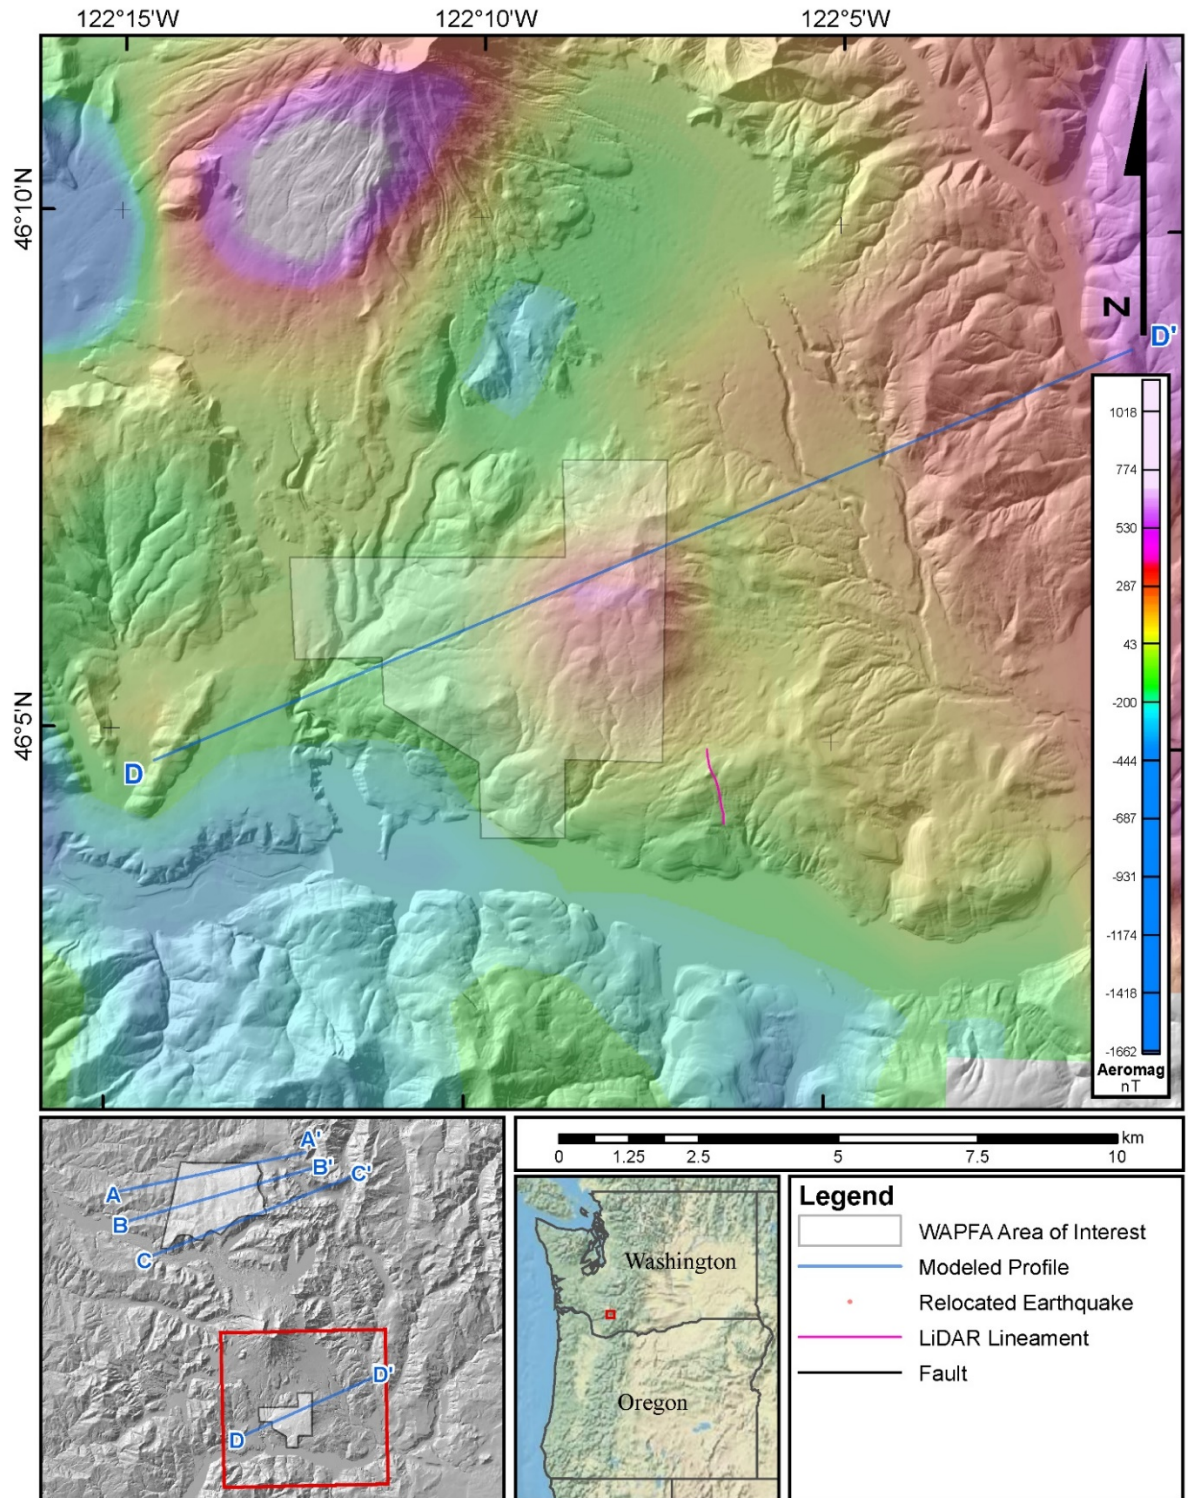 122°15'W
122°10'W
122°5'W
46°10'N
46°5'N
N
D'
D
1018
774
530
287
43
-200
-444
-687
-931
-1174
-1418
-1662
Aeromag
nT
A'
B'
C'
A
B
C
D'
D
km
0 1.25 2.5 5 7.5 10
Washington
Oregon
Legend
WAPFA Area of Interest
Modeled Profile
Relocated Earthquake
LiDAR Lineament
Fault